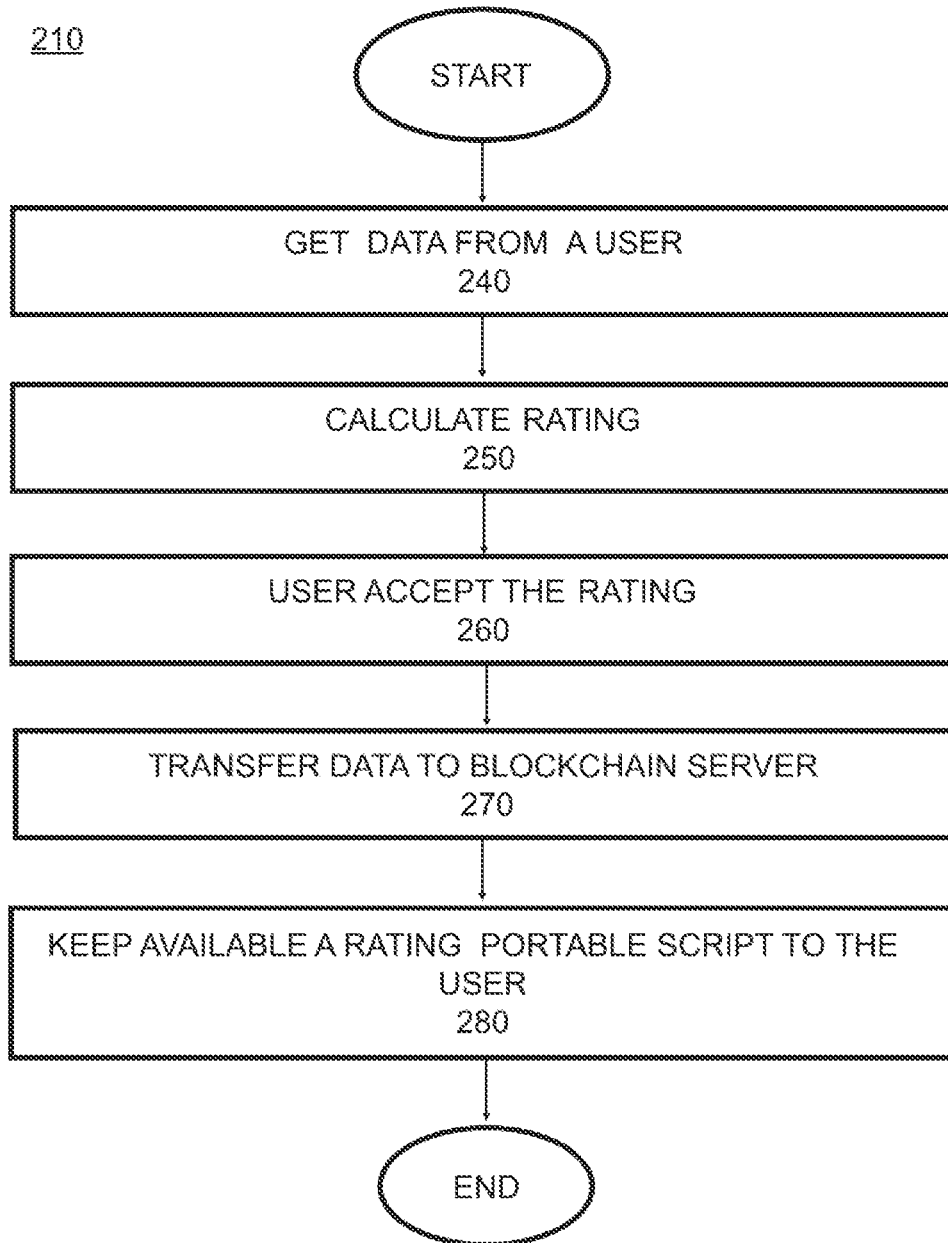 210
START
GET DATA FROM A USER
240
CALCULATE RATING
250
USER ACCEPT THE RATING
260
TRANSFER DATA TO BLOCKCHAIN SERVER
270
KEEP AVAILABLE A RATING PORTABLE SCRIPT TO THE
USER
280
END